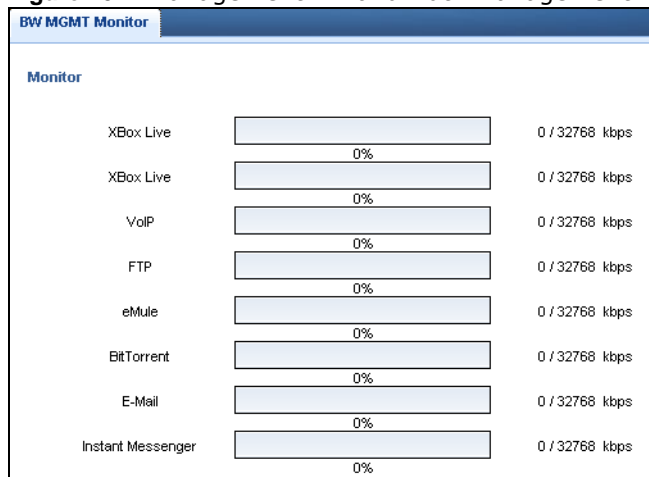 BW MGMT Monitor
Monitor
XBox Live 0 / 32768 kbps
0%
XBox Live 0 / 32768 kbps
0%
VoIP 0 / 32768 kbps
0%
FTP 0 / 32768 kbps
0%
eMule 0 / 32768 kbps
0%
BitTorrent 0 / 32768 kbps
0%
E-Mail 0 / 32768 kbps
0%
Instant Messenger 0 / 32768 kbps
0%